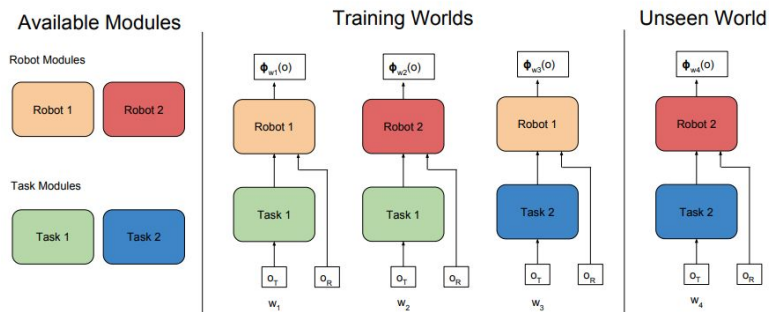 Available Modules
Robot Modules
Robot 1
Robot 2
Task Modules
Task 1
Task 2
Training Worlds
ϕw1(o)
Robot 1
Task 1
oT
oR
w1
ϕw2(o)
Robot 2
Task 1
oT
oR
w2
ϕw3(o)
Robot 1
Task 2
oT
oR
w3
Unseen World
ϕw4(o)
Robot 2
Task 2
oT
oR
w4